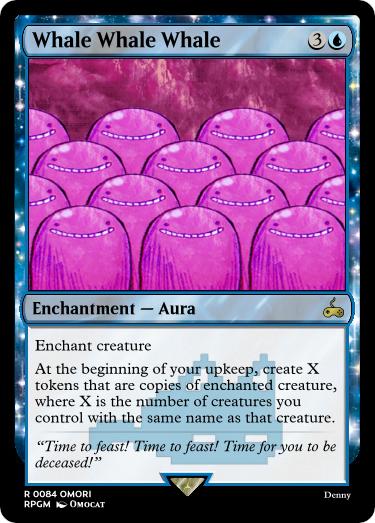 Whale Whale Whale
3
Enchantment — Aura
Enchant creature
At the beginning of your upkeep, create X
tokens that are copies of enchanted creature,
where X is the number of creatures you
control with the same name as that creature.
“Time to feast! Time to feast! Time for you to be
deceased!”
R 0084 OMORI
RPGM Omocat
Denny